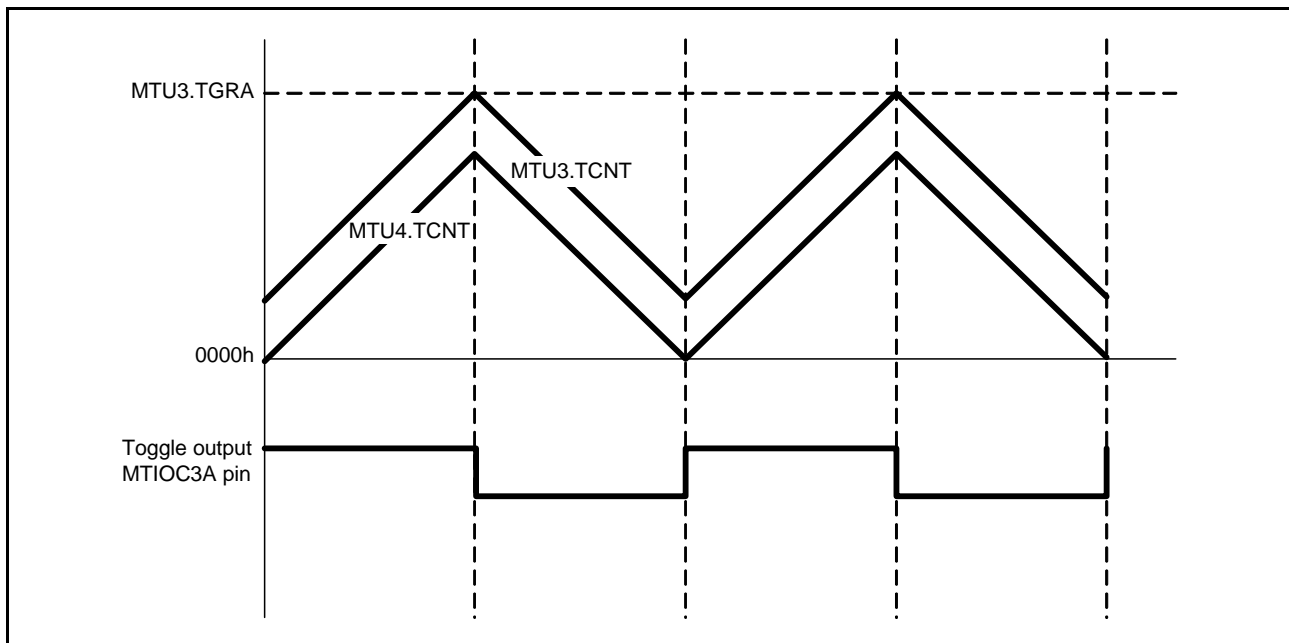 MTU3.TGRA
MTU3.TCNT
MTU4.TCNT
0000h
Toggle output
MTIOC3A pin